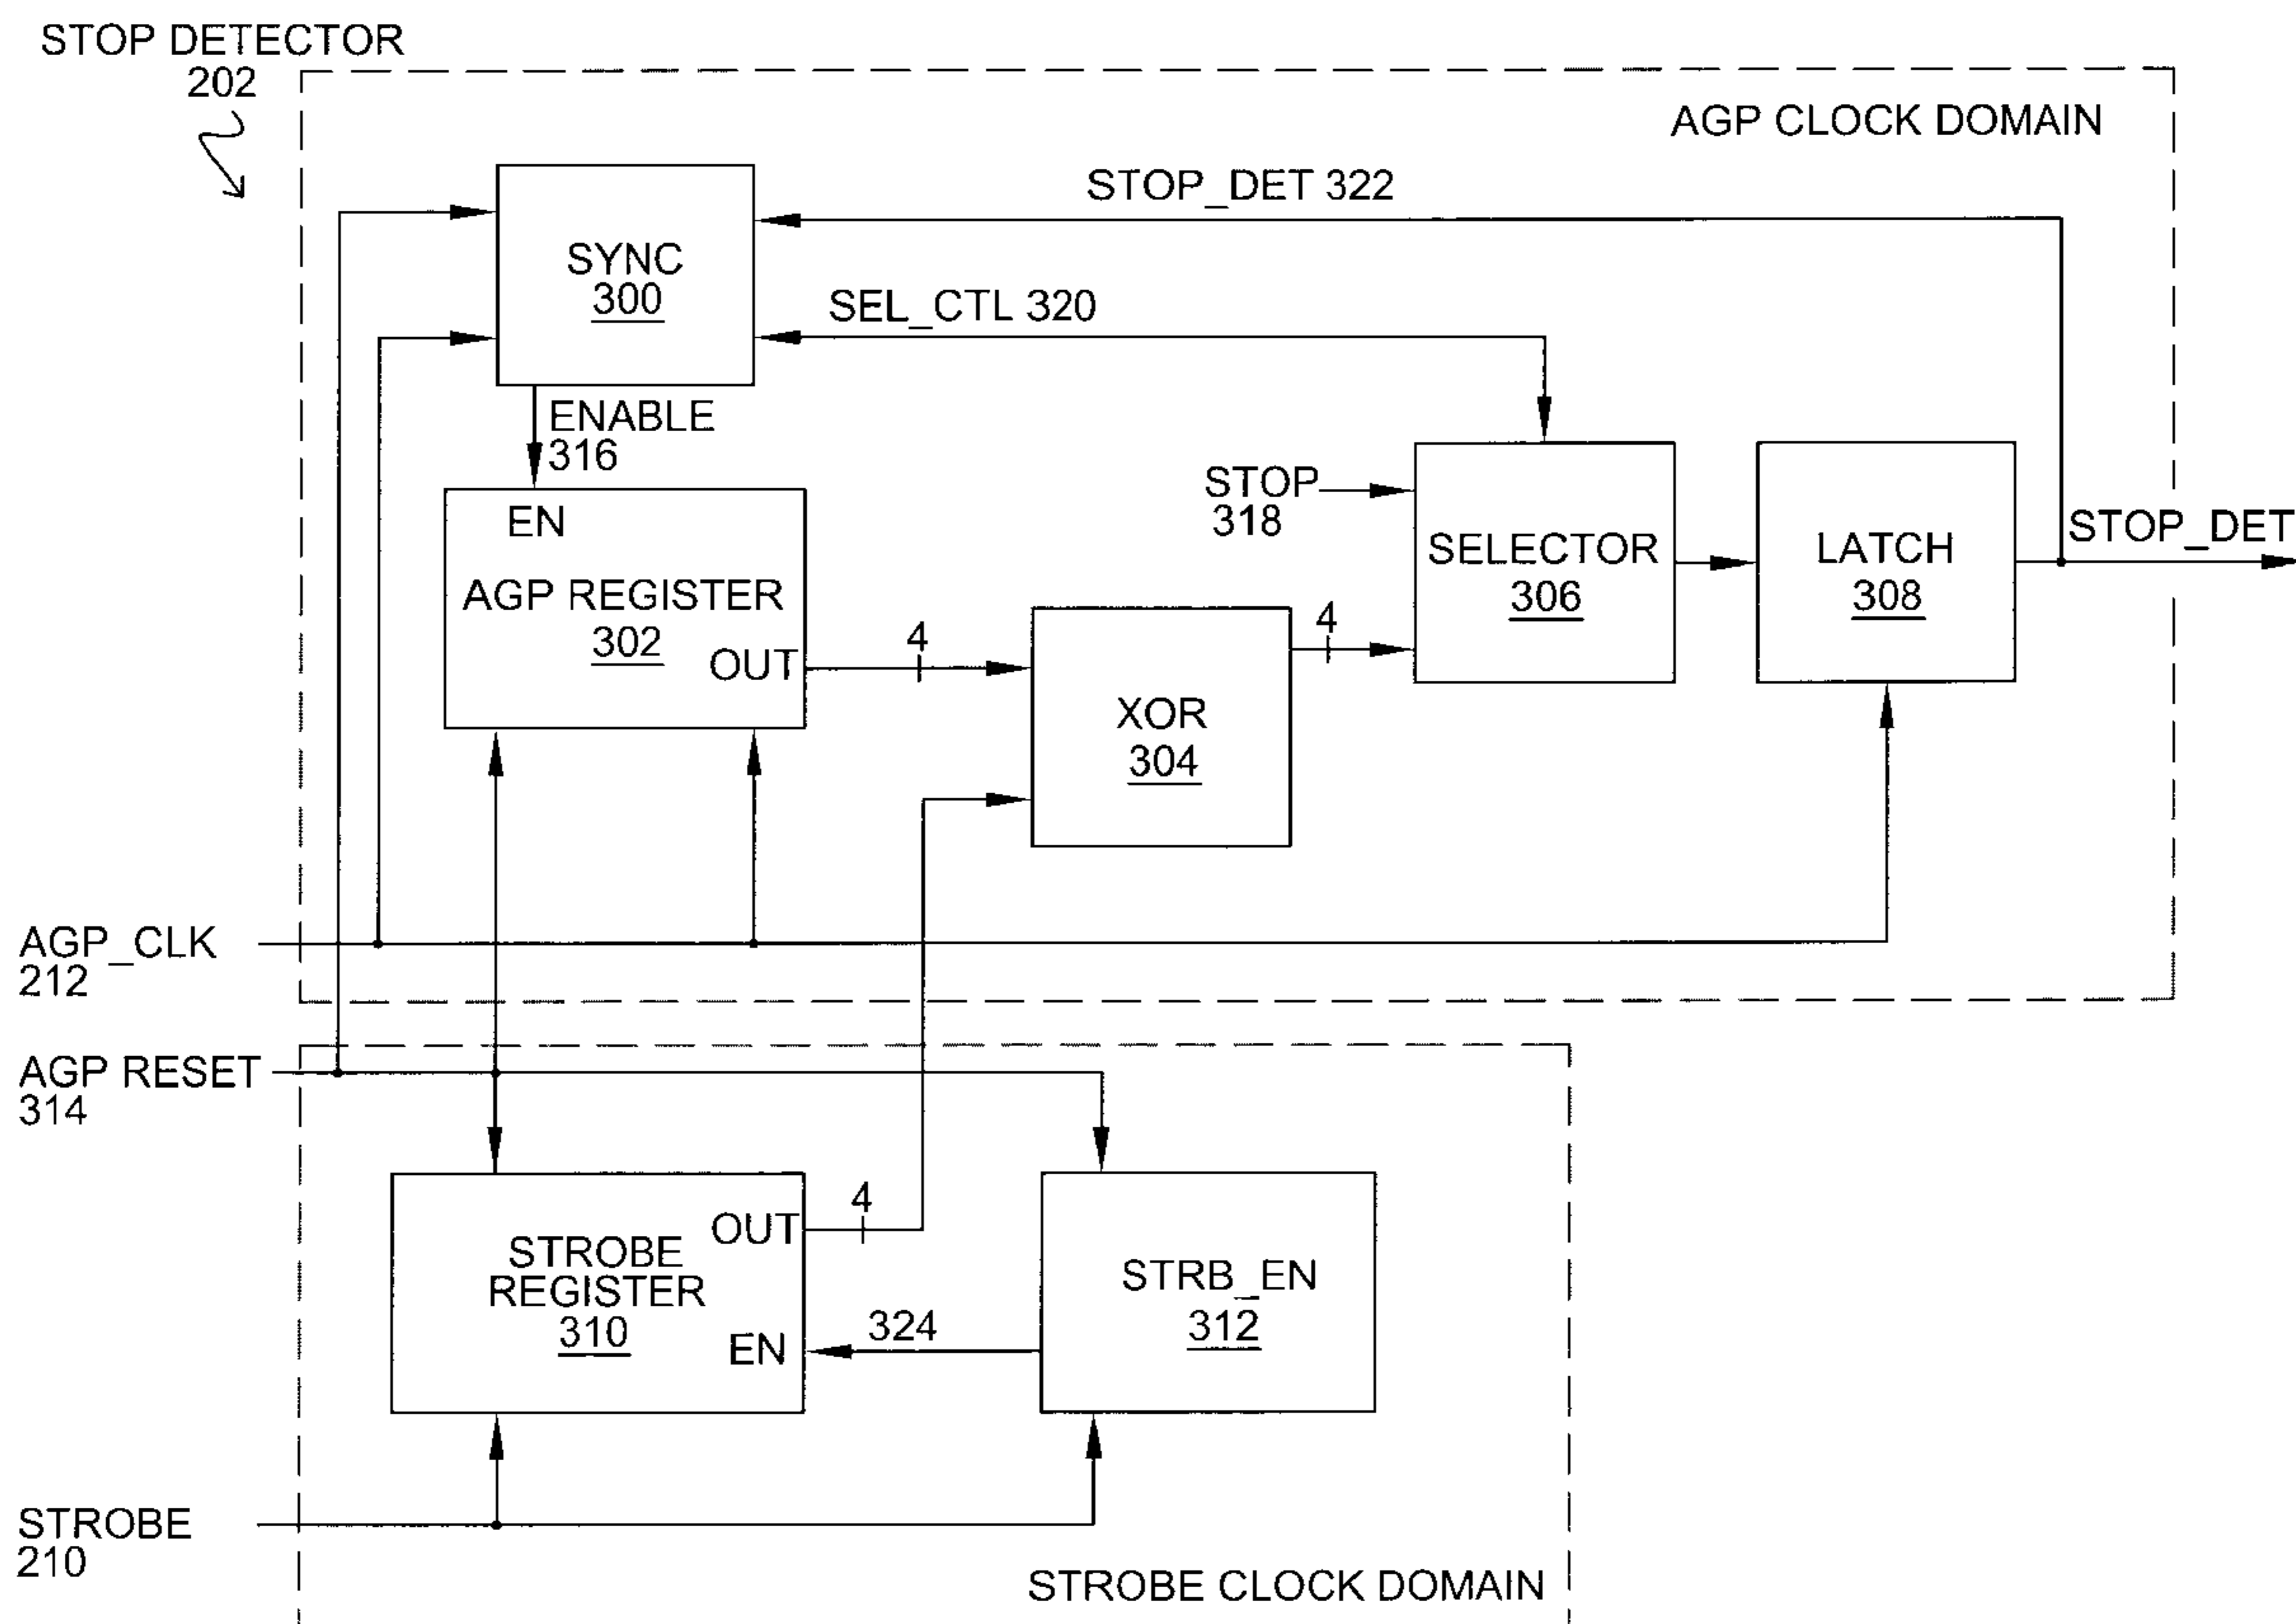 STOP DETECTOR
202
AGP CLOCK DOMAIN
STOP_DET 322
SYNC
300
SEL_CTL 320
ENABLE
316
STOP
318
EN
SELECTOR
306
LATCH
308
STOP_DET
AGP REGISTER
302
OUT
4
4
XOR
304
AGP_CLK
212
AGP RESET
314
OUT
4
STROBE
REGISTER
310
EN
324
STRB_EN
312
STROBE
210
STROBE CLOCK DOMAIN